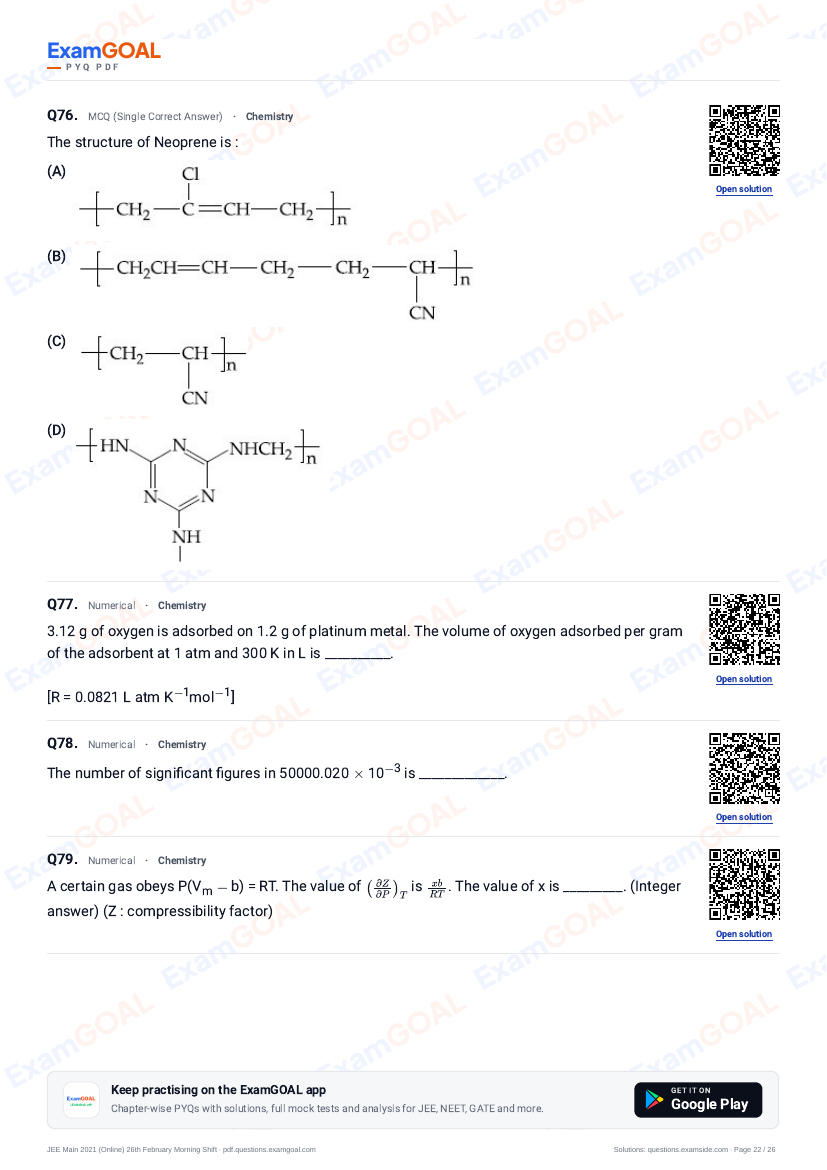 ExamGOAL
PYQ PDF
Q76. MCQ (Single Correct Answer) · Chemistry
The structure of Neoprene is :
Open solution
(A)
Cl
[CH₂—C=CH—CH₂]n
(B)
[CH₂CH=CH—CH₂—CH₂—CH]n
CN
(C)
[CH₂—CH]n
CN
(D)
[HN N NHCH₂]n
N N
NH
Q77. Numerical · Chemistry
3.12 g of oxygen is adsorbed on 1.2 g of platinum metal. The volume of oxygen adsorbed per gram
of the adsorbent at 1 atm and 300 K in L is __________.
[R = 0.0821 L atm K⁻¹mol⁻¹]
Open solution
Q78. Numerical · Chemistry
The number of significant figures in 50000.020 × 10⁻³ is _____________.
Open solution
Q79. Numerical · Chemistry
A certain gas obeys P(Vₘ − b) = RT. The value of (∂Z/∂P)_T is xb/RT. The value of x is _________. (Integer
answer) (Z : compressibility factor)
Open solution
Keep practising on the ExamGOAL app
Chapter-wise PYQs with solutions, full mock tests and analysis for JEE, NEET, GATE and more.
GET IT ON
Google Play
JEE Main 2021 (Online) 26th February Morning Shift · pdf.questions.examgoal.com
Solutions: questions.examside.com · Page 22 / 26